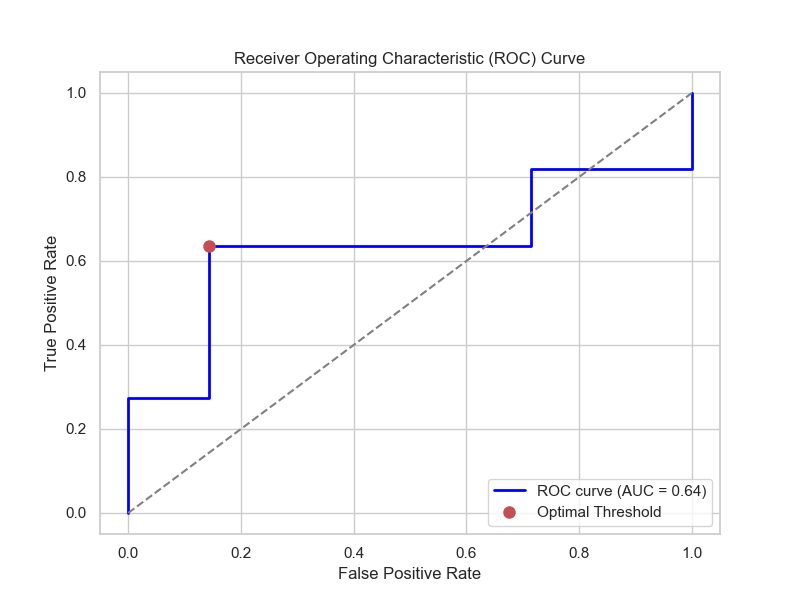 Receiver Operating Characteristic (ROC) Curve
True Positive Rate
1.0
0.8
0.6
0.4
0.2
0.0
0.0 0.2 0.4 0.6 0.8 1.0
False Positive Rate
ROC curve (AUC = 0.64)
Optimal Threshold